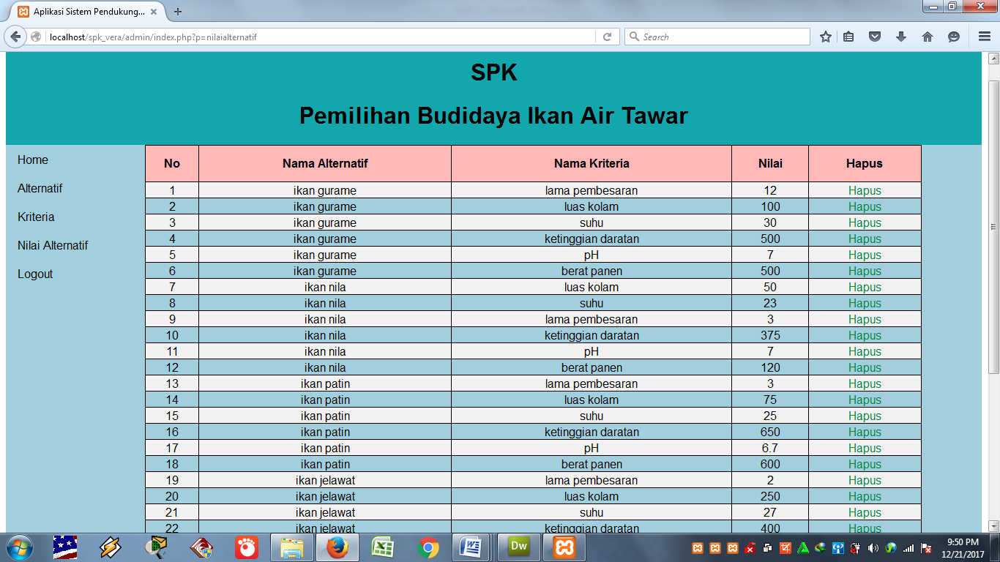 Aplikasi Sistem Pendukung...
localhost/spk_vera/admin/index.php?p=nilaialternatif
Search
SPK
Pemilihan Budidaya Ikan Air Tawar
Home
Alternatif
Kriteria
Nilai Alternatif
Logout
No Nama Alternatif Nama Kriteria Nilai Hapus
1 ikan gurame lama pembesaran 12 Hapus
2 ikan gurame luas kolam 100 Hapus
3 ikan gurame suhu 30 Hapus
4 ikan gurame ketinggian daratan 500 Hapus
5 ikan gurame pH 7 Hapus
6 ikan gurame berat panen 500 Hapus
7 ikan nila luas kolam 50 Hapus
8 ikan nila suhu 23 Hapus
9 ikan nila lama pembesaran 3 Hapus
10 ikan nila ketinggian daratan 375 Hapus
11 ikan nila pH 7 Hapus
12 ikan nila berat panen 120 Hapus
13 ikan patin lama pembesaran 3 Hapus
14 ikan patin luas kolam 75 Hapus
15 ikan patin suhu 25 Hapus
16 ikan patin ketinggian daratan 650 Hapus
17 ikan patin pH 6.7 Hapus
18 ikan patin berat panen 600 Hapus
19 ikan jelawat lama pembesaran 2 Hapus
20 ikan jelawat luas kolam 250 Hapus
21 ikan jelawat suhu 27 Hapus
22 ikan jelawat ketinggian daratan 400 Hapus
Dw
9:50 PM
12/21/2017